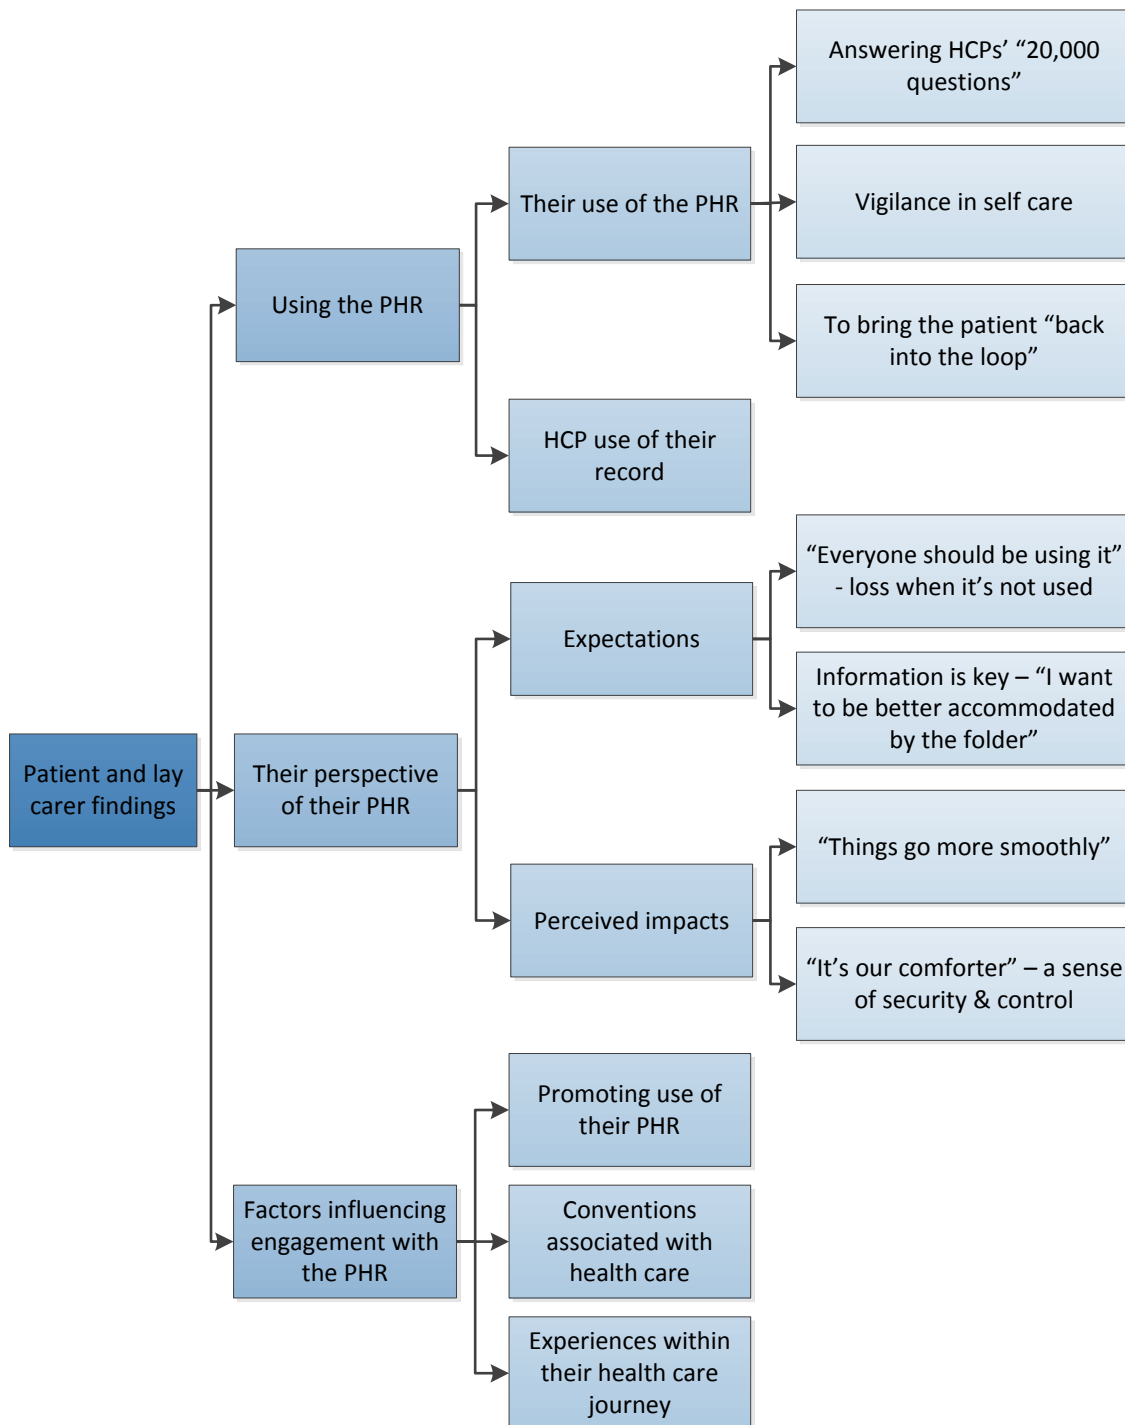 Patient and lay
carer findings
Using the PHR
Their use of the PHR
Answering HCPs’ “20,000
questions”
Vigilance in self care
To bring the patient “back
into the loop”
HCP use of their
record
Their perspective
of their PHR
Expectations
“Everyone should be using it”
- loss when it’s not used
Information is key – “I want
to be better accommodated
by the folder”
Perceived impacts
“Things go more smoothly”
“It’s our comforter” – a sense
of security & control
Factors influencing
engagement with
the PHR
Promoting use of
their PHR
Conventions
associated with
health care
Experiences within
their health care
journey